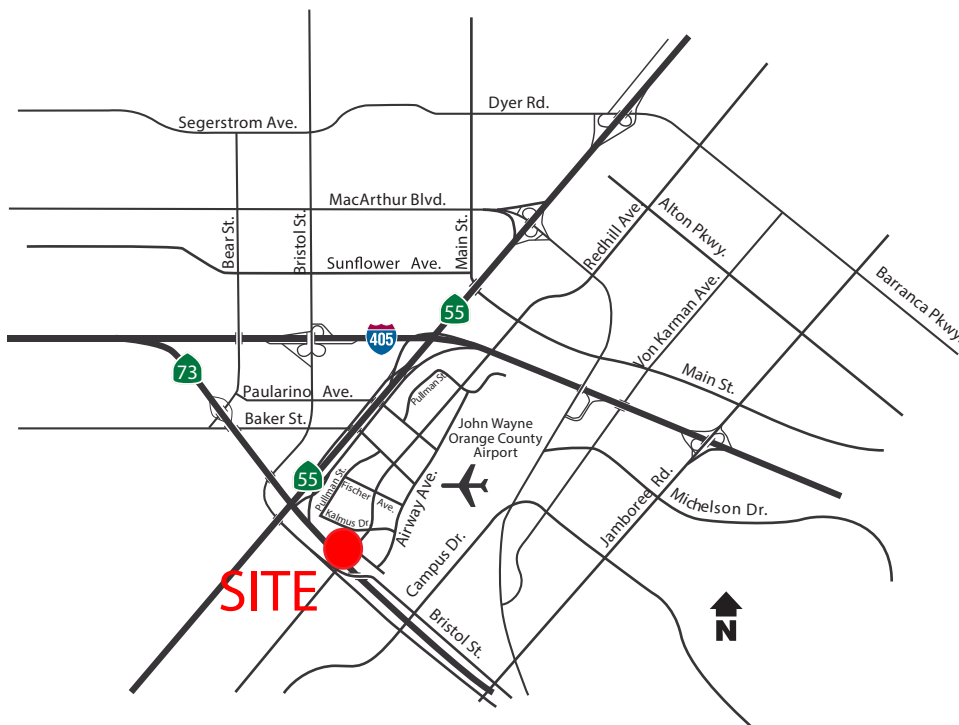 Dyer Rd.
Segerstrom Ave.
MacArthur Blvd.
Bear St.
Bristol St.
Main St.
Redhill Ave.
Alton Pkwy.
Sunflower Ave.
Barranca Pkwy.
55
405
Von Karman Ave.
73
Main St.
Paularino Ave.
Pullman St.
Baker St.
John Wayne
Orange County
Airport
55
Pullman St.
Fischer Ave.
Airway Ave.
Kalmus Dr.
Jamboree Rd.
Michelson Dr.
Campus Dr.
SITE
Bristol St.
N